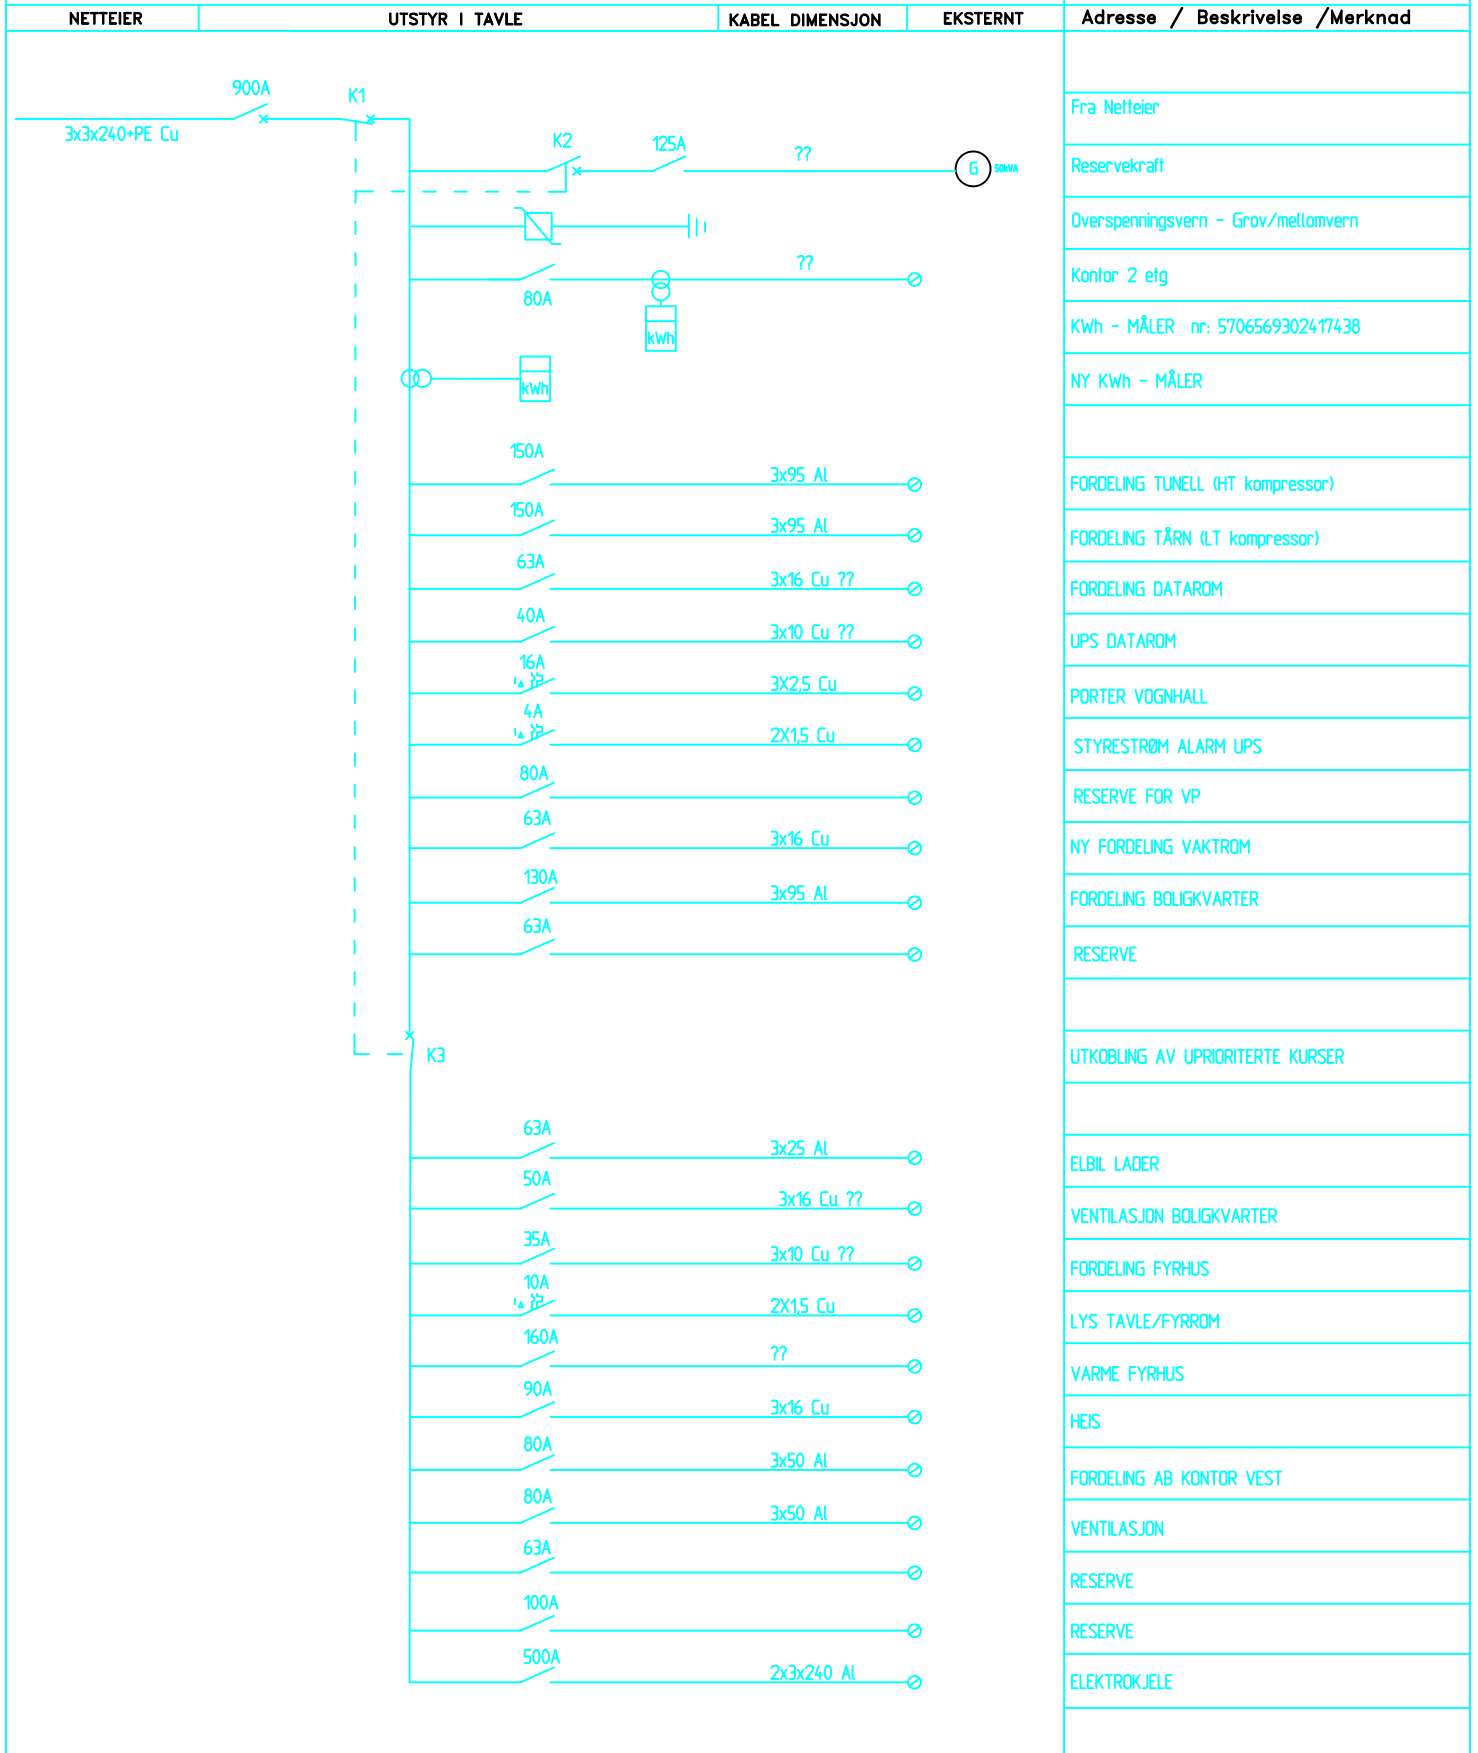 NETTEIER UTSTYR I TAVLE KABEL DIMENSJON EKSTERNT Adresse / Beskrivelse /Merknad
900A K1 Fra Netteier
3x3x240+PE Cu
K2 125A ?? G 50kVA Reservekraft
Overspenningsvern - Grov/mellomvern
?? Kontor 2 etg
80A
kWh KWh - MÅLER nr: 5706569302417438
kWh NY KWh - MÅLER
150A 3x95 Al FORDELING TUNELL (HT kompressor)
150A 3x95 Al FORDELING TÅRN (LT kompressor)
63A 3x16 Cu ?? FORDELING DATAROM
40A 3x10 Cu ?? UPS DATAROM
16A 3X2,5 Cu PORTER VOGNHALL
4A 2X1,5 Cu STYRESTRØM ALARM UPS
80A RESERVE FOR VP
63A 3x16 Cu NY FORDELING VAKTROM
130A 3x95 Al FORDELING BOLIGKVARTER
63A RESERVE
K3 UTKOBLING AV UPRIORITERTE KURSER
63A 3x25 Al ELBIL LADER
50A 3x16 Cu ?? VENTILASJON BOLIGKVARTER
35A 3x10 Cu ?? FORDELING FYRHUS
10A 2X1,5 Cu LYS TAVLE/FYRROM
160A ?? VARME FYRHUS
90A 3x16 Cu HEIS
80A 3x50 Al FORDELING AB KONTOR VEST
80A 3x50 Al VENTILASJON
63A RESERVE
100A RESERVE
500A 2x3x240 Al ELEKTROKJELE